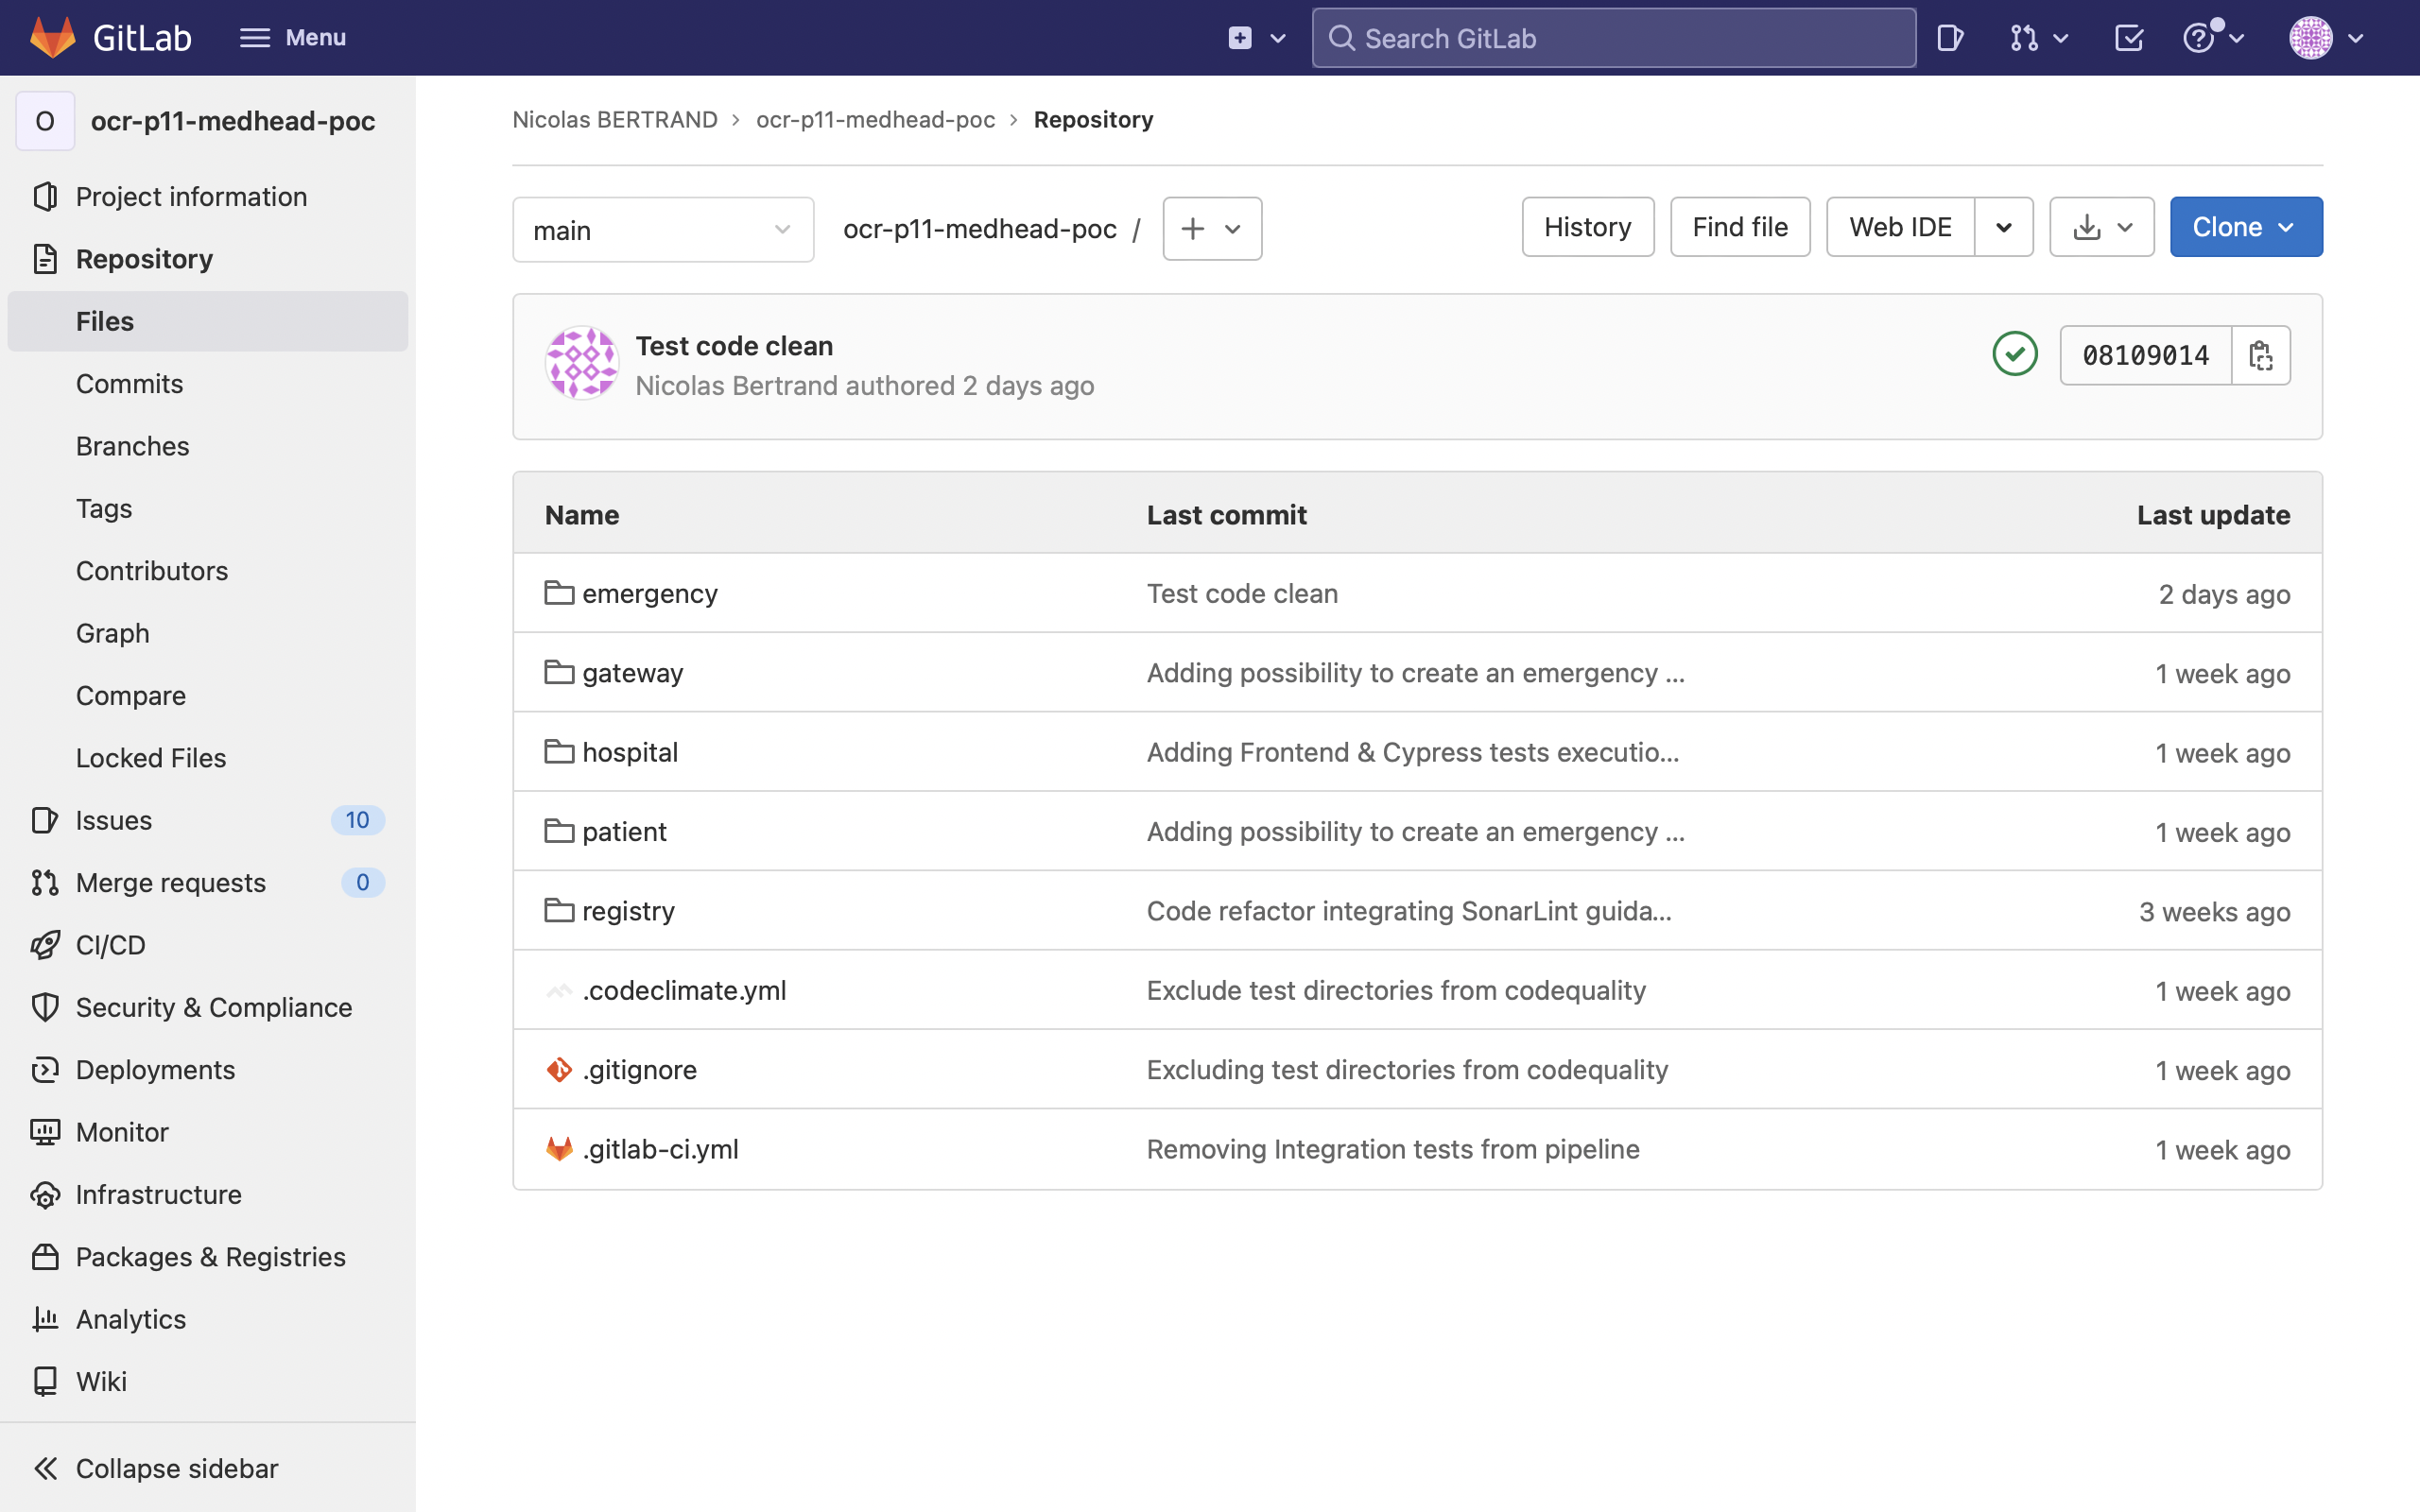 GitLab
Menu
Search GitLab
O
ocr-p11-medhead-poc
Project information
Repository
Files
Commits
Branches
Tags
Contributors
Graph
Compare
Locked Files
Issues 10
Merge requests 0
CI/CD
Security & Compliance
Deployments
Monitor
Infrastructure
Packages & Registries
Analytics
Wiki
Collapse sidebar
Nicolas BERTRAND > ocr-p11-medhead-poc > Repository
main
ocr-p11-medhead-poc /
History
Find file
Web IDE
Clone
Test code clean
Nicolas Bertrand authored 2 days ago
08109014
Name Last commit Last update
emergency Test code clean 2 days ago
gateway Adding possibility to create an emergency ... 1 week ago
hospital Adding Frontend & Cypress tests executio... 1 week ago
patient Adding possibility to create an emergency ... 1 week ago
registry Code refactor integrating SonarLint guida... 3 weeks ago
.codeclimate.yml Exclude test directories from codequality 1 week ago
.gitignore Excluding test directories from codequality 1 week ago
.gitlab-ci.yml Removing Integration tests from pipeline 1 week ago